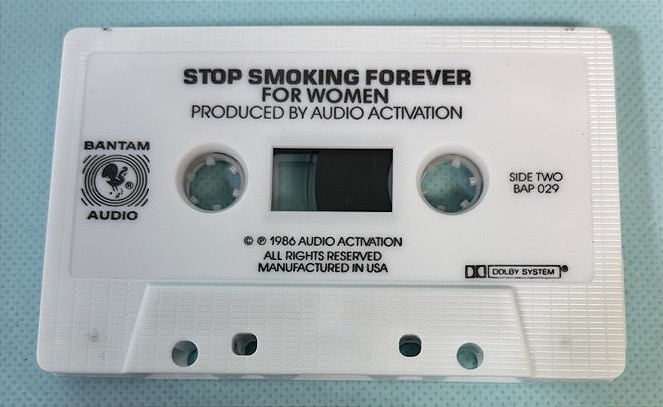 STOP SMOKING FOREVER
FOR WOMEN
PRODUCED BY AUDIO ACTIVATION
BANTAM
®
AUDIO
SIDE TWO
BAP 029
© ℗ 1986 AUDIO ACTIVATION
ALL RIGHTS RESERVED
MANUFACTURED IN USA
DOLBY SYSTEM®